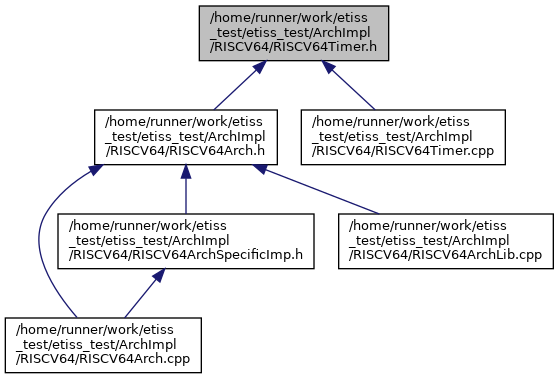 /home/runner/work/etiss
_test/etiss_test/ArchImpl
/RISCV64/RISCV64Timer.h
/home/runner/work/etiss
_test/etiss_test/ArchImpl
/RISCV64/RISCV64Arch.h
/home/runner/work/etiss
_test/etiss_test/ArchImpl
/RISCV64/RISCV64Timer.cpp
/home/runner/work/etiss
_test/etiss_test/ArchImpl
/RISCV64/RISCV64ArchSpecificImp.h
/home/runner/work/etiss
_test/etiss_test/ArchImpl
/RISCV64/RISCV64ArchLib.cpp
/home/runner/work/etiss
_test/etiss_test/ArchImpl
/RISCV64/RISCV64Arch.cpp